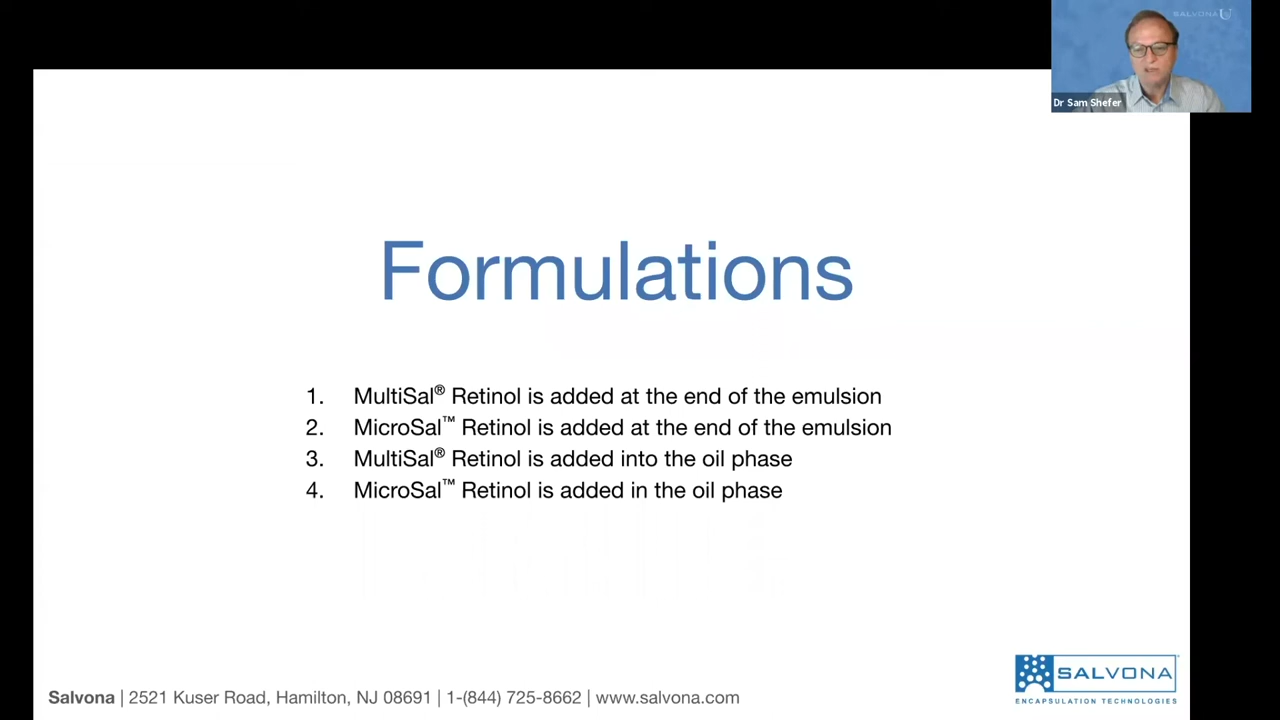 SALVONA
Dr Sam Shefer
Formulations
1. MultiSal® Retinol is added at the end of the emulsion
2. MicroSal™ Retinol is added at the end of the emulsion
3. MultiSal® Retinol is added into the oil phase
4. MicroSal™ Retinol is added in the oil phase
Salvona | 2521 Kuser Road, Hamilton, NJ 08691 | 1-(844) 725-8662 | www.salvona.com
SALVONA
ENCAPSULATION TECHNOLOGIES